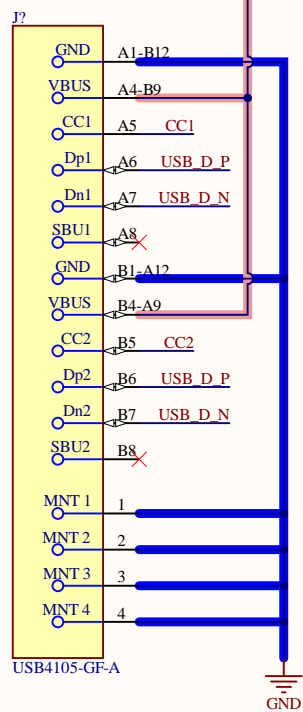 J?
GND A1-B12
VBUS A4-B9
CC1 A5 CC1
Dp1 A6 USB_D_P
Dn1 A7 USB_D_N
SBU1 A8
GND B1-A12
VBUS B4-A9
CC2 B5 CC2
Dp2 B6 USB_D_P
Dn2 B7 USB_D_N
SBU2 B8
MNT 1 1
MNT 2 2
MNT 3 3
MNT 4 4
USB4105-GF-A
GND